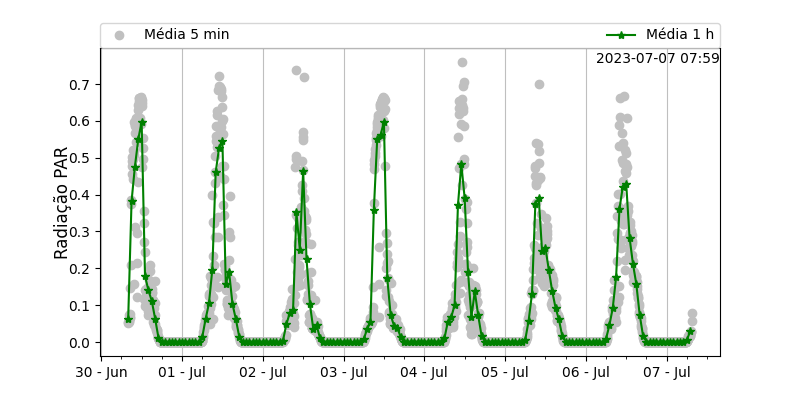 Média 5 min
Média 1 h
2023-07-07 07:59
Radiação PAR
0.7
0.6
0.5
0.4
0.3
0.2
0.1
0.0
30 - Jun
01 - Jul
02 - Jul
03 - Jul
04 - Jul
05 - Jul
06 - Jul
07 - Jul